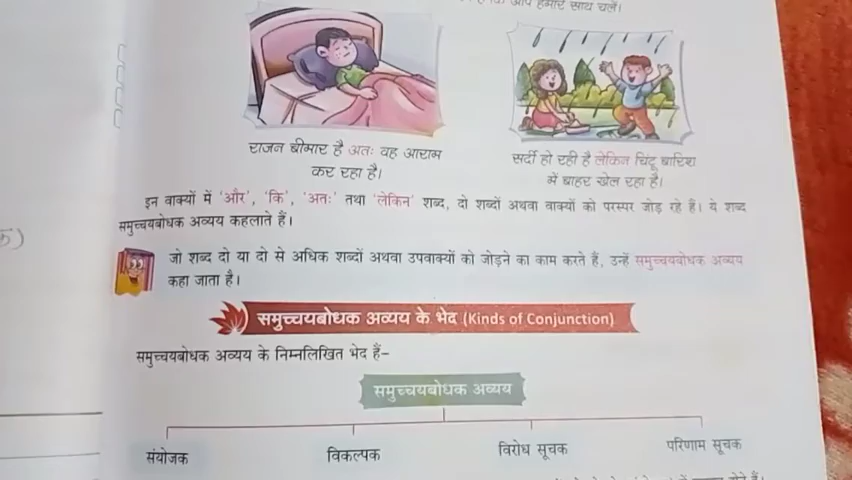 आप हमारे साथ चलें।
राजन बीमार है अतः वह आराम
कर रहा है।
सर्दी हो रही है लेकिन चिंटू बारिश
में बाहर खेल रहा है।
इन वाक्यों में 'और', 'कि', 'अतः' तथा 'लेकिन' शब्द, दो शब्दों अथवा वाक्यों को परस्पर जोड़ रहे हैं। ये शब्द
समुच्चयबोधक अव्यय कहलाते हैं।
जो शब्द दो या दो से अधिक शब्दों अथवा उपवाक्यों को जोड़ने का काम करते हैं, उन्हें समुच्चयबोधक अव्यय
कहा जाता है।
समुच्चयबोधक अव्यय के भेद (Kinds of Conjunction)
समुच्चयबोधक अव्यय के निम्नलिखित भेद हैं–
समुच्चयबोधक अव्यय
संयोजक विकल्पक विरोध सूचक परिणाम सूचक